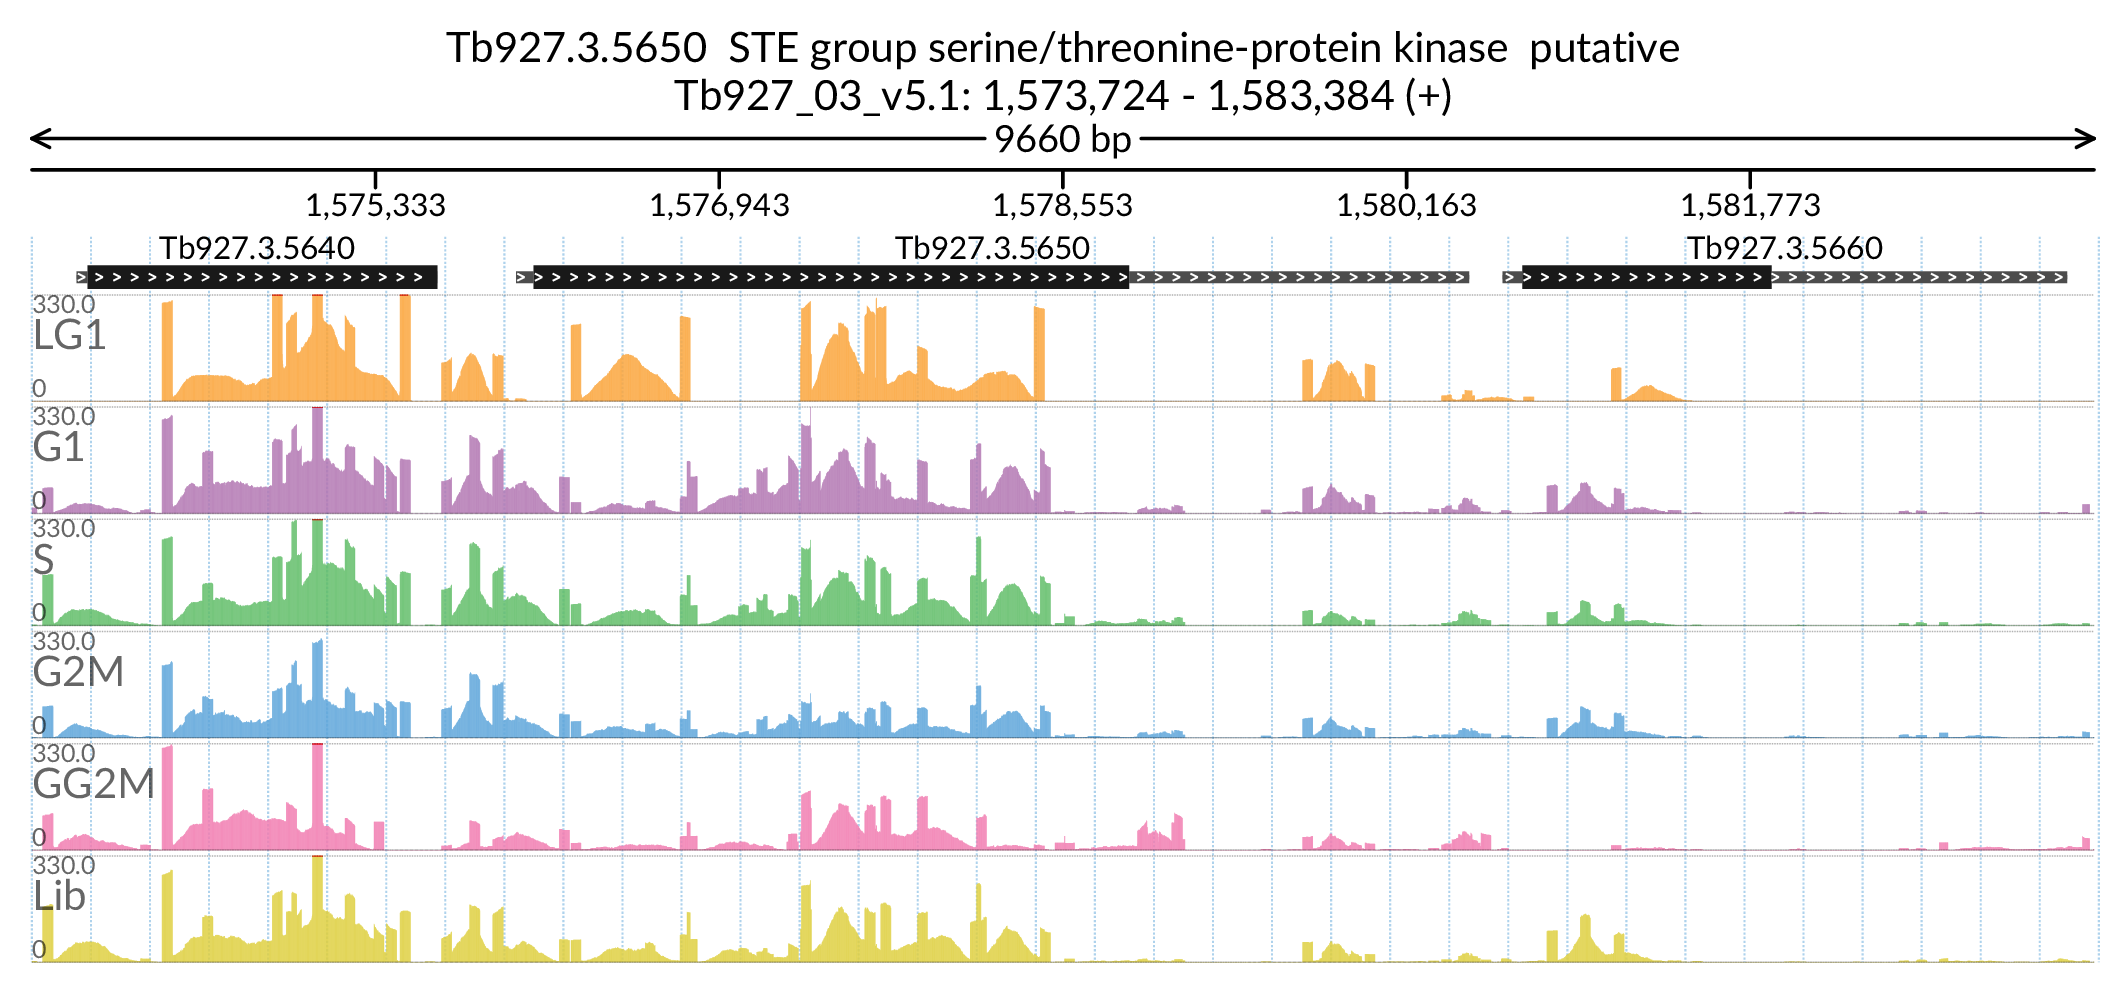 Tb927.3.5650  STE group serine/threonine-protein kinase  putative
Tb927_03_v5.1: 1,573,724 - 1,583,384 (+)
9660 bp
1,575,333 1,576,943 1,578,553 1,580,163 1,581,773
Tb927.3.5640 Tb927.3.5650 Tb927.3.5660
330.0
LG1
0
330.0
G1
0
330.0
S
0
330.0
G2M
0
330.0
GG2M
0
330.0
Lib
0